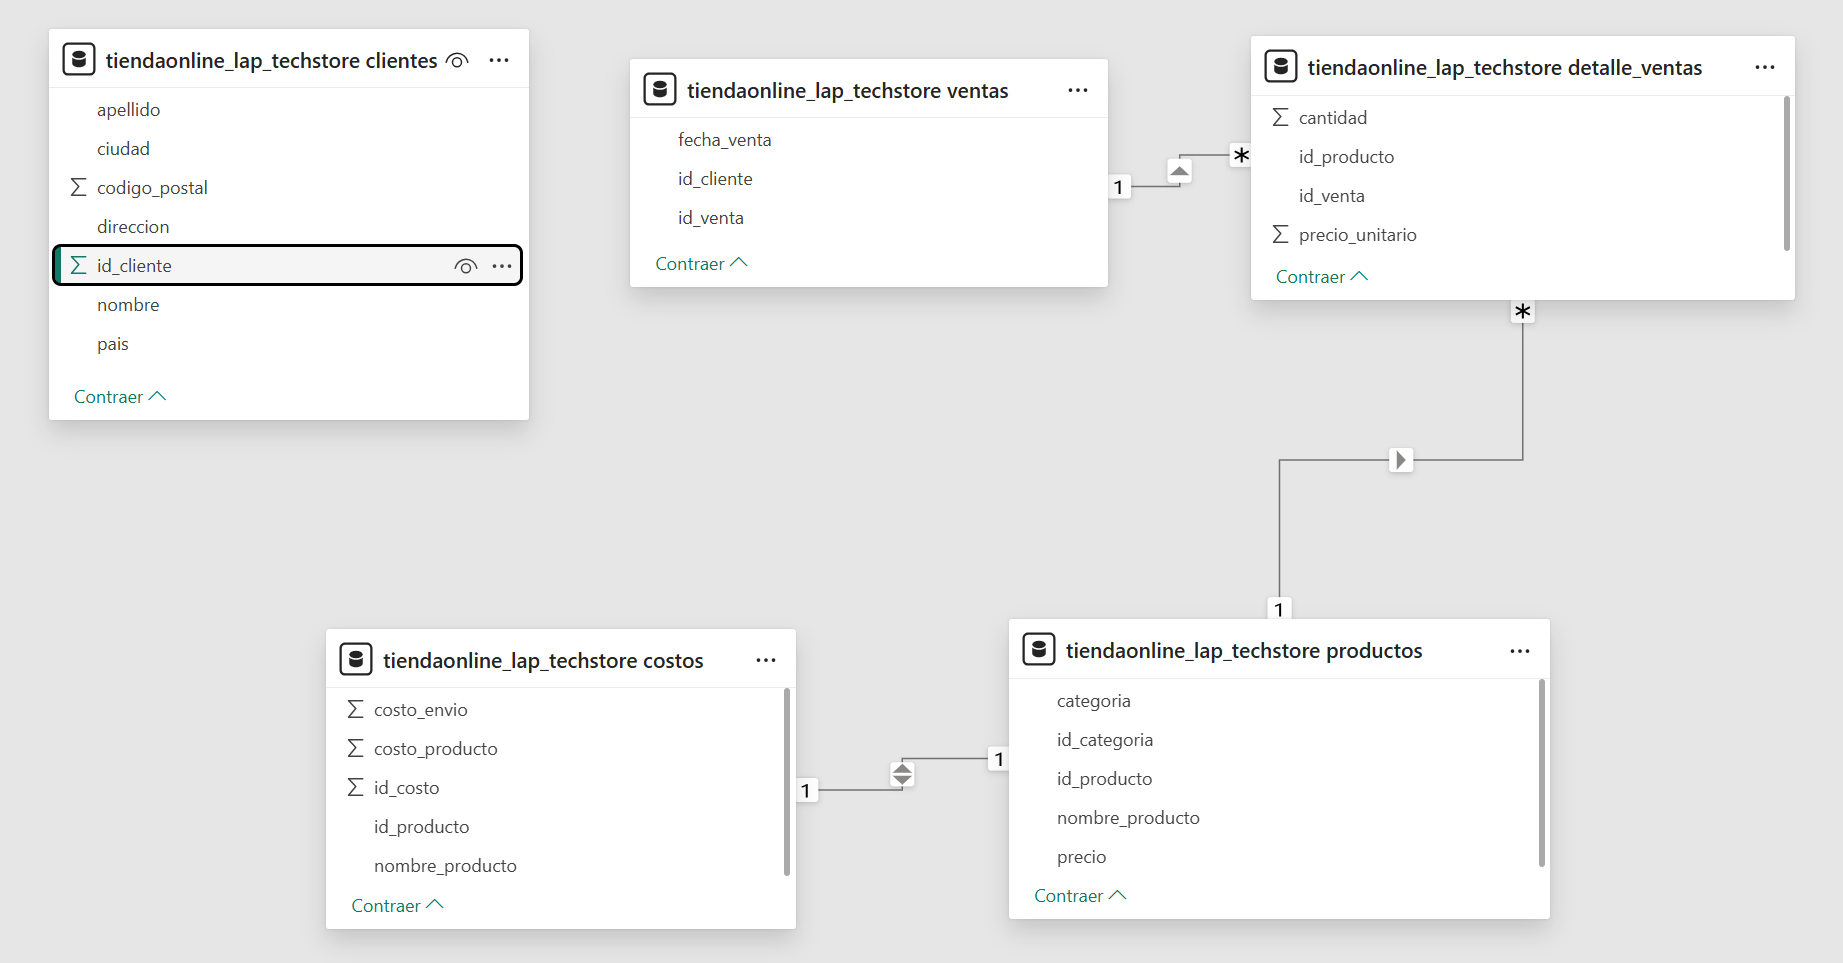 tiendaonline_lap_techstore clientes
apellido
ciudad
codigo_postal
direccion
id_cliente
nombre
pais
Contraer
tiendaonline_lap_techstore ventas
fecha_venta
id_cliente
id_venta
Contraer
1
*
tiendaonline_lap_techstore detalle_ventas
cantidad
id_producto
id_venta
precio_unitario
Contraer
*
1
tiendaonline_lap_techstore costos
costo_envio
costo_producto
id_costo
id_producto
nombre_producto
Contraer
1
1
tiendaonline_lap_techstore productos
categoria
id_categoria
id_producto
nombre_producto
precio
Contraer